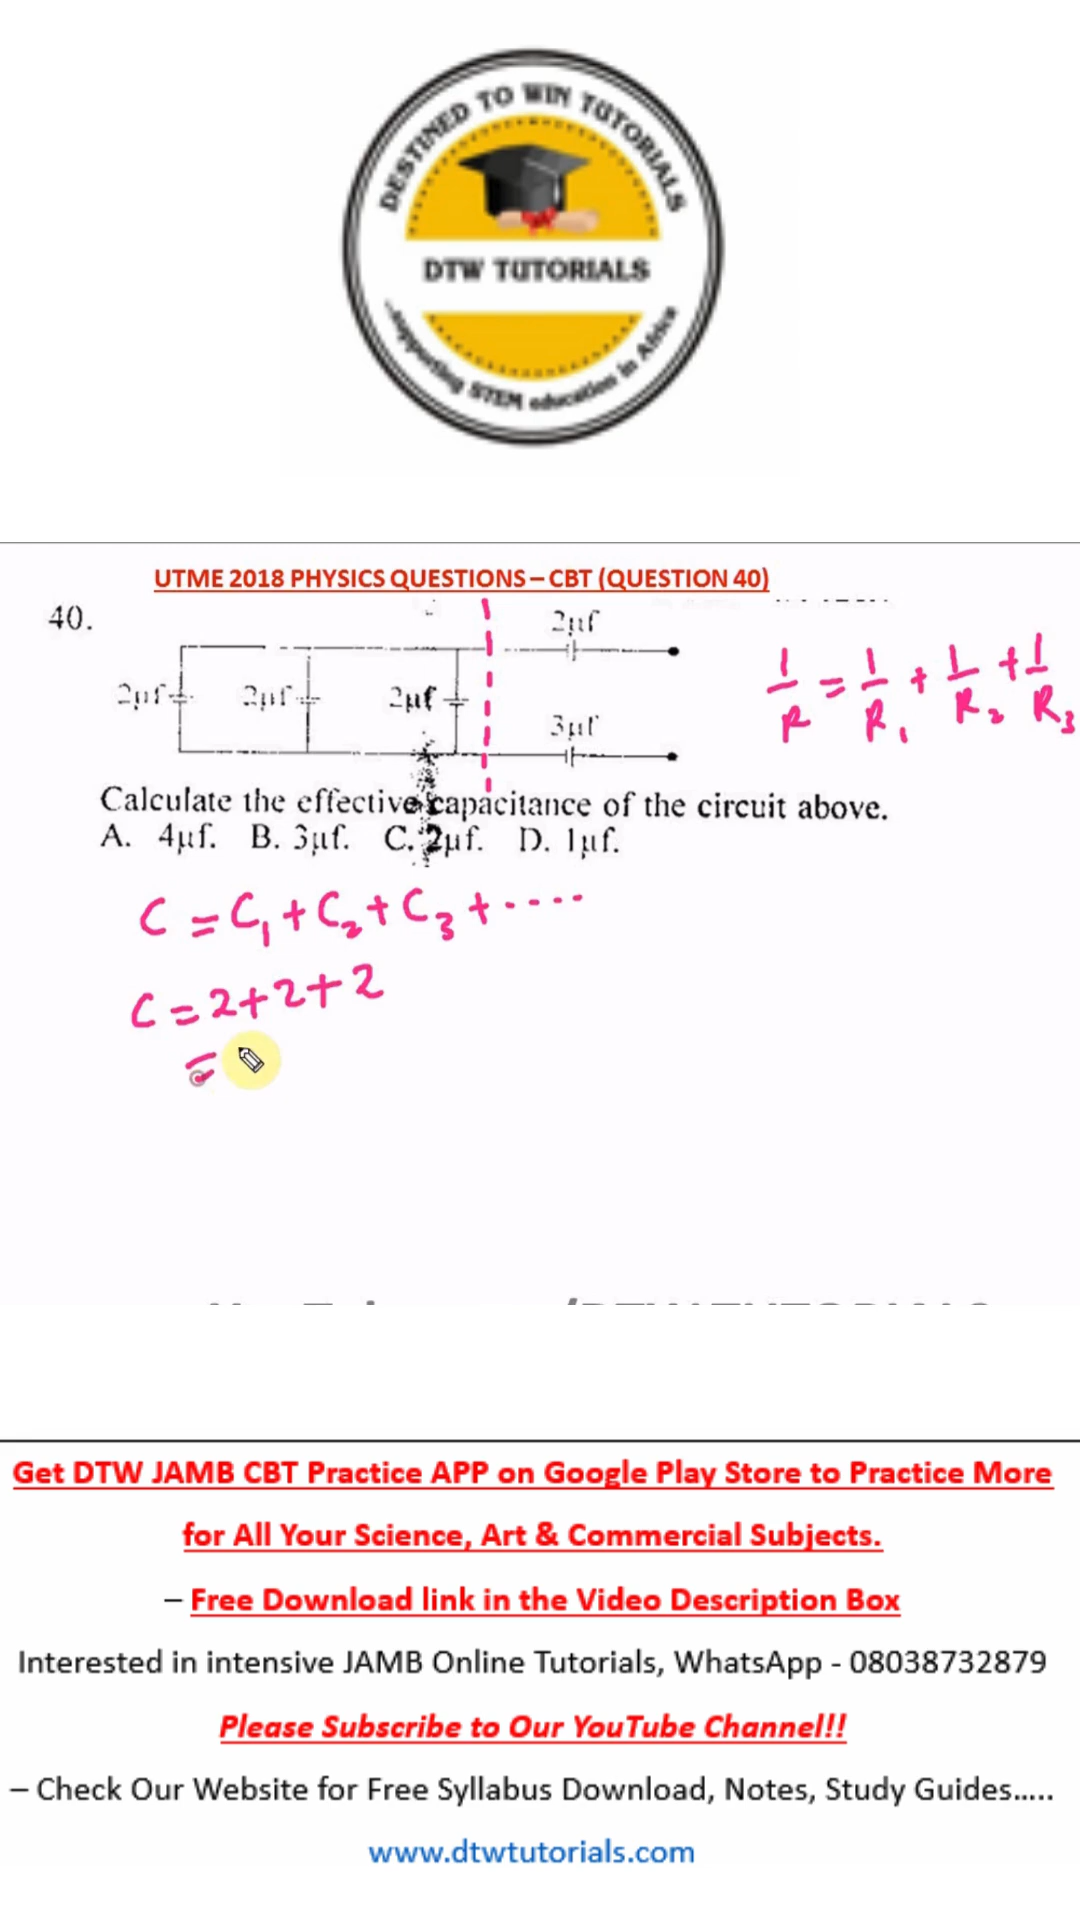 DESTINED TO WIN TUTORIALS
DTW TUTORIALS
...supporting STEM education in Africa
UTME 2018 PHYSICS QUESTIONS – CBT (QUESTION 40)
40.
2µf
2µf 2µf 2µf
3µf
1/R = 1/R₁ + 1/R₂ + 1/R₃
Calculate the effective capacitance of the circuit above.
A. 4µf. B. 3µf. C. 2µf. D. 1µf.
C = C₁ + C₂ + C₃ + ....
C = 2+2+2
=
Get DTW JAMB CBT Practice APP on Google Play Store to Practice More
for All Your Science, Art & Commercial Subjects.
– Free Download link in the Video Description Box
Interested in intensive JAMB Online Tutorials, WhatsApp - 08038732879
Please Subscribe to Our YouTube Channel!!
– Check Our Website for Free Syllabus Download, Notes, Study Guides.....
www.dtwtutorials.com